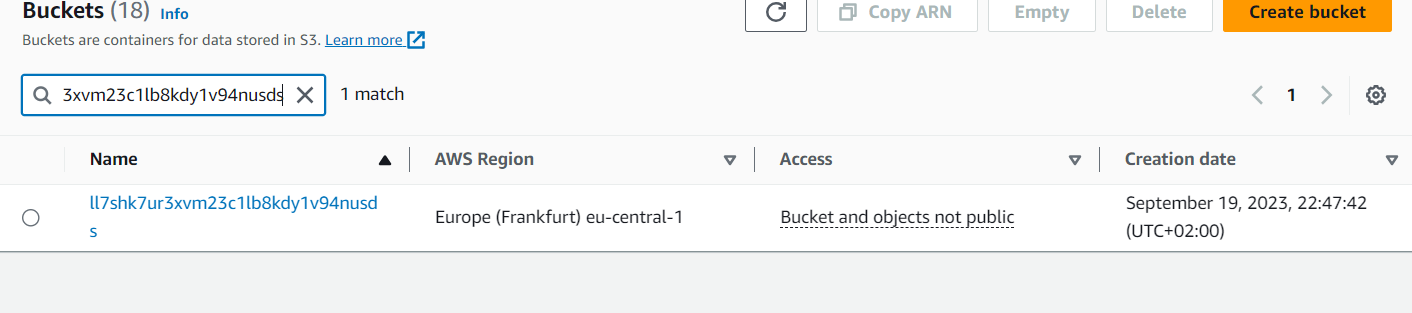 Buckets (18) Info
Buckets are containers for data stored in S3. Learn more
Copy ARN
Empty
Delete
Create bucket
3xvm23c1lb8kdy1v94nusds
1 match
1
Name
AWS Region
Access
Creation date
ll7shk7ur3xvm23c1lb8kdy1v94nusd
s
Europe (Frankfurt) eu-central-1
Bucket and objects not public
September 19, 2023, 22:47:42
(UTC+02:00)